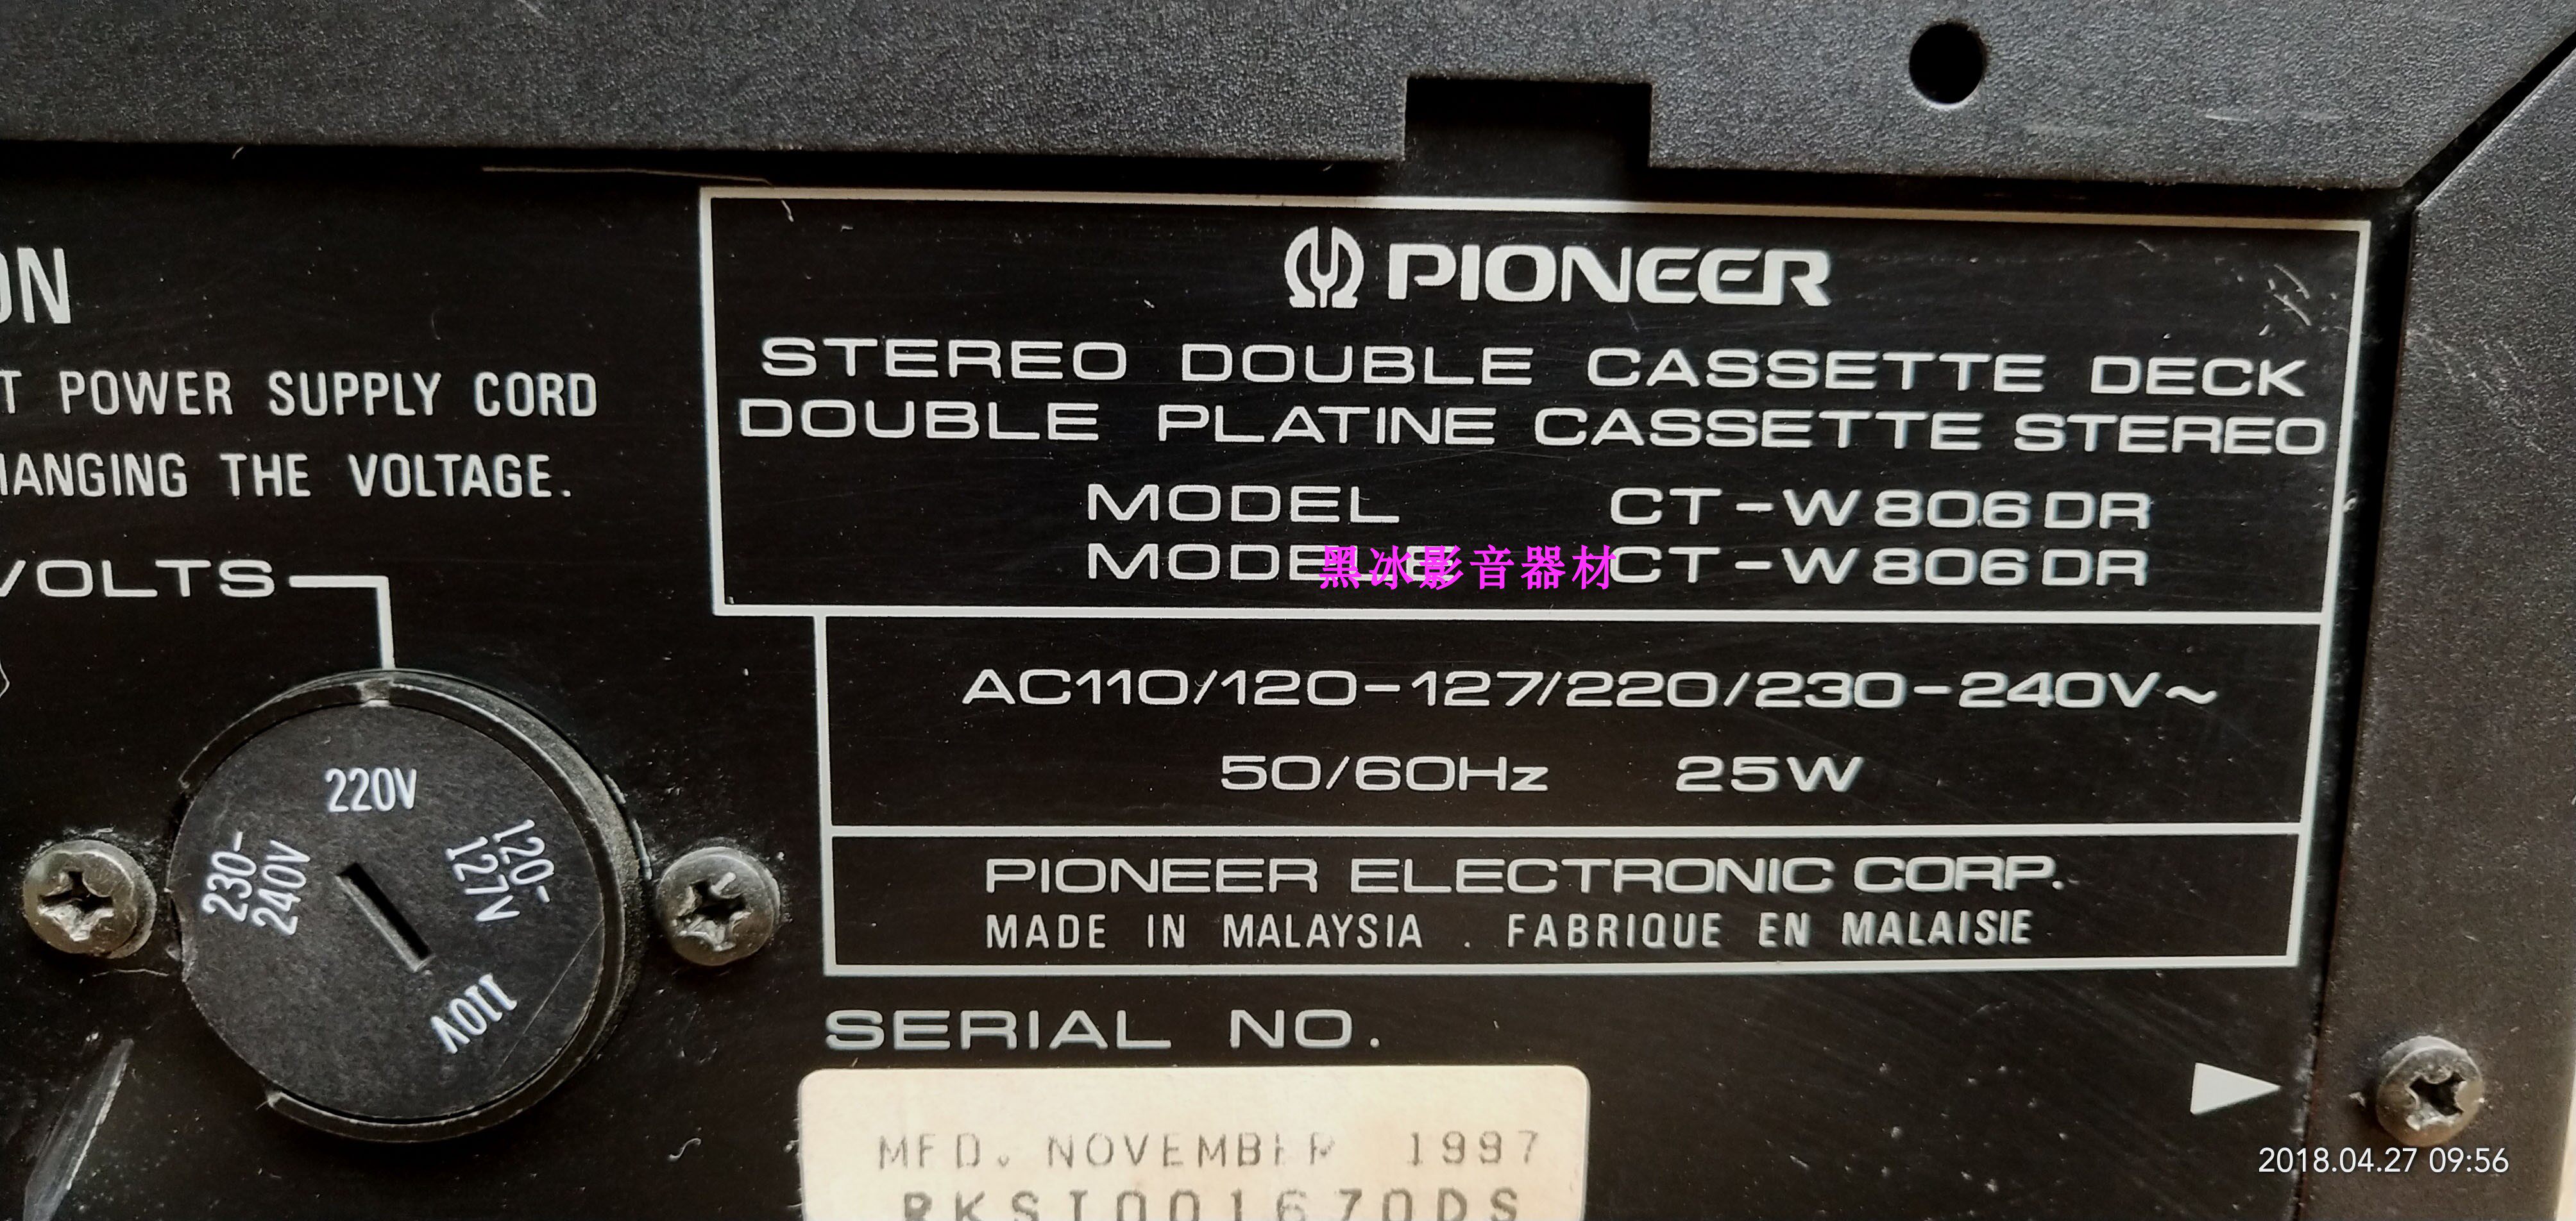 PIONEER
STEREO DOUBLE CASSETTE DECK
DOUBLE PLATINE CASSETTE STEREO
MODEL CT-W806DR
MODELE CT-W806DR
黑冰影音器材
AC110/120-127/220/230-240V~
50/60Hz 25W
PIONEER ELECTRONIC CORP.
MADE IN MALAYSIA . FABRIQUE EN MALAISIE
SERIAL NO.
MFD. NOVEMBER 1997
POWER SUPPLY CORD
THE VOLTAGE.
VOLTS
220V
230-
240V
120-
127V
110V
2018.04.27 09:56